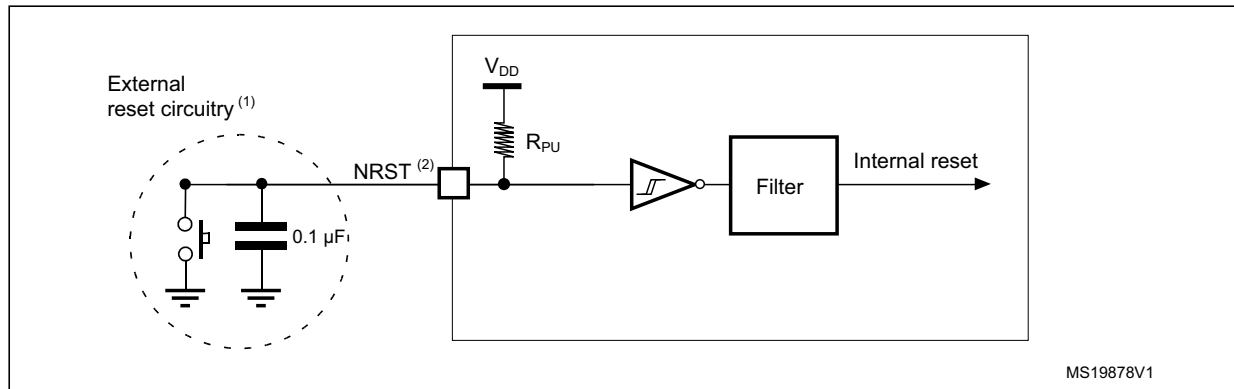 External
reset circuitry (1)
VDD
RPU
NRST (2)
0.1 µF
Filter
Internal reset
MS19878V1